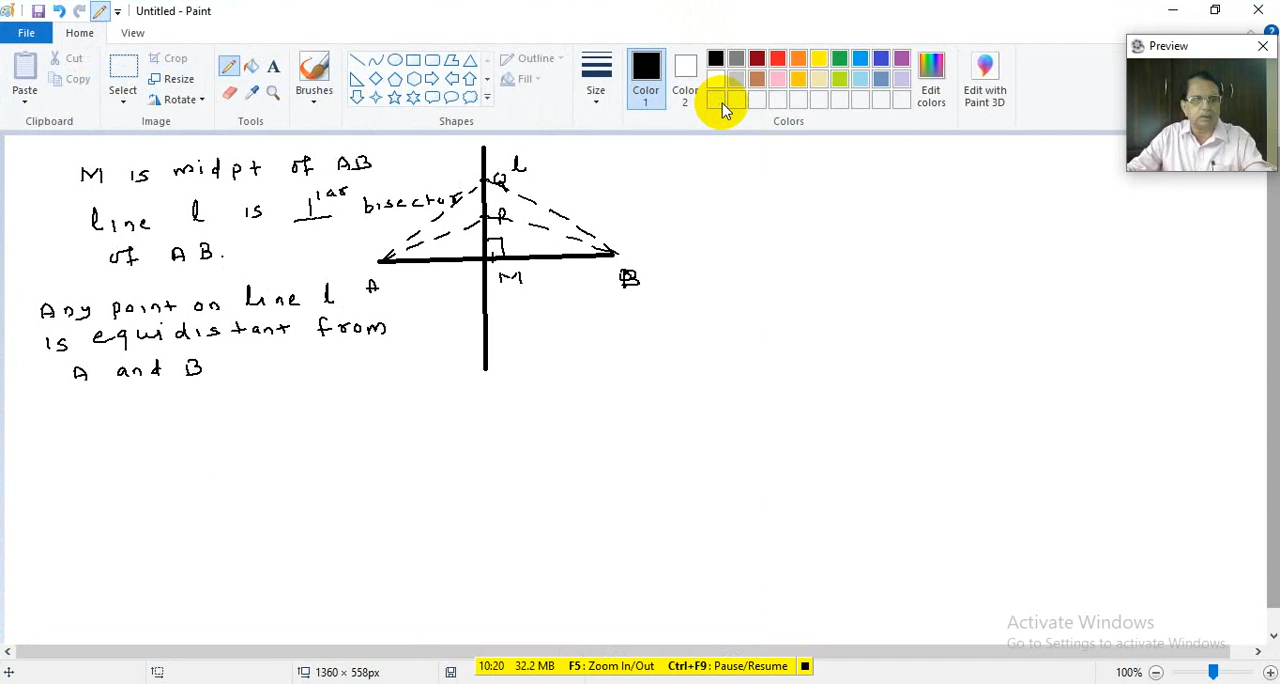 Untitled - Paint
File Home View
Paste Cut Copy Clipboard
Select Crop Resize Rotate Image
Tools
Brushes
Outline Fill Shapes
Size
Color 1
Color 2
Edit colors
Edit with Paint 3D
Colors
Preview
M is midpt of AB
line l is ⊥lar bisector
of AB.
Any point on line l
is equidistant from
A and B
l
Q
P
M
A
B
Activate Windows
Go to Settings to activate Windows.
10:20 32.2 MB F5: Zoom In/Out Ctrl+F9: Pause/Resume
1360 × 558px
100%